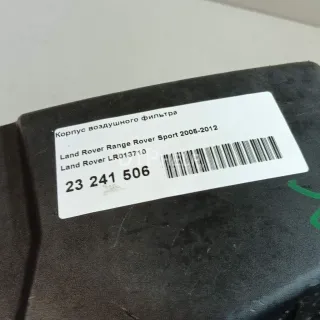 Корпус воздушного фильтра
Land Rover Range Rover Sport 2005-2012
Land Rover LR013710
23 241 506